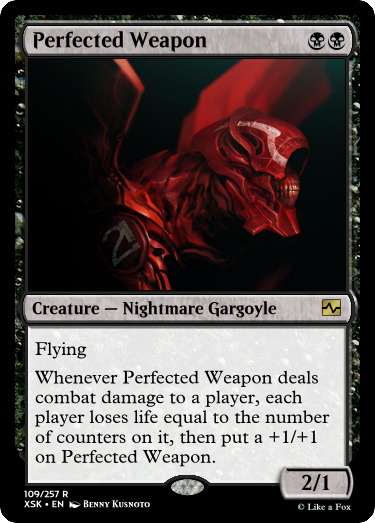 Perfected Weapon
Creature — Nightmare Gargoyle
Flying
Whenever Perfected Weapon deals
combat damage to a player, each
player loses life equal to the number
of counters on it, then put a +1/+1
on Perfected Weapon.
2/1
109/257 R
XSK • EN Benny Kusnoto
© Like a Fox